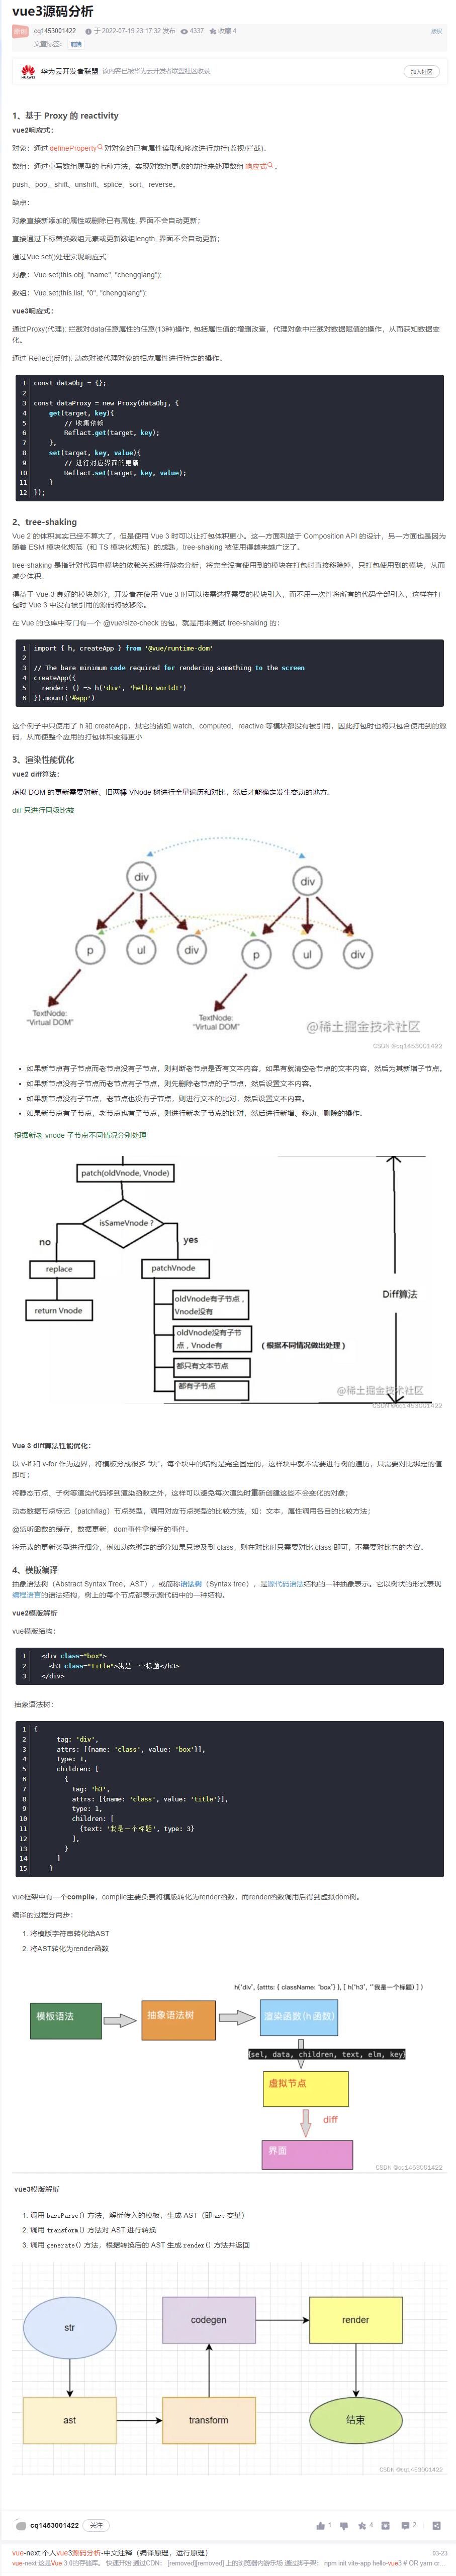 vue3源码分析
原创
cq1453001422
于 2022-07-19 23:17:32 发布
4337
收藏 4
版权
文章标签：
前端
华为云开发者联盟
该内容已被华为云开发者联盟社区收录
加入社区
1、基于 Proxy 的 reactivity
vue2响应式：
对象：通过 defineProperty 对对象的已有属性读取和修改进行劫持(监视/拦截)。
数组：通过重写数组原型的七种方法，实现对数组更改的劫持来处理数组 响应式 。
push、pop、shift、unshift、splice、sort、reverse。
缺点：
对象直接新添加的属性或删除已有属性, 界面不会自动更新；
直接通过下标替换数组元素或更新数组length, 界面不会自动更新；
通过Vue.set()处理实现响应式
对象：Vue.set(this.obj, "name", "chengqiang");
数组：Vue.set(this.list, "0", "chengqiang");
vue3响应式：
通过Proxy(代理): 拦截对data任意属性的任意(13种)操作, 包括属性值的增删改查，代理对象中拦截对数据赋值的操作，从而获知数据变
化。
通过 Reflect(反射): 动态对被代理对象的相应属性进行特定的操作。
1 const dataObj = {};
2
3 const dataProxy = new Proxy(dataObj, {
4 get(target, key){
5 // 收集依赖
6 Reflact.get(target, key);
7 },
8 set(target, key, value){
9 // 进行对应界面的更新
10 Reflact.set(target, key, value);
11 }
12 });
2、tree-shaking
Vue 2 的体积其实已经不算大了，但是使用 Vue 3 时可以让打包体积更小。这一方面利益于 Composition API 的设计，另一方面也是因为
随着 ESM 模块化规范（和 TS 模块化规范）的成熟，tree-shaking 被使用得越来越广泛了。
tree-shaking 是指针对代码中模块的依赖关系进行静态分析，将完全没有使用到的模块在打包时直接移除掉，只打包使用到的模块，从而
减少体积。
得益于 Vue 3 良好的模块划分，开发者在使用 Vue 3 时可以按需选择需要的模块引入，而不用一次性将所有的代码全部引入，这样在打包
时 Vue 3 中没有被引用的源码将被移除。
在 Vue 的仓库中专门有一个 @vue/size-check 的包，就是用来测试 tree-shaking 的：
1 import { h, createApp } from '@vue/runtime-dom'
2
3 // The bare minimum code required for rendering something to the screen
4 createApp({
5 render: () => h('div', 'hello world!')
6 }).mount('#app')
这个例子中只使用了 h 和 createApp，其它的诸如 watch、computed、reactive 等模块都没有被引用，因此打包时也将只包含使用到的源
码，从而使整个应用的打包体积变得更小
3、渲染性能优化
vue2 diff算法：
虚拟 DOM 的更新需要对新、旧两棵 VNode 树进行全量遍历和对比，然后才能确定发生变动的地方。
diff 只进行同级比较
div
div
p
ul
div
p
ul
div
TextNode:
"Virtual DOM"
TextNode:
"Virtual DOM"
@稀土掘金技术社区
CSDN @cq1453001422
• 如果新节点有子节点而老节点没有子节点，则判断老节点是否有文本内容，如果有就清空老节点的文本内容，然后为其新增子节点。
• 如果新节点没有子节点而老节点有子节点，则先删除老节点的子节点，然后设置文本内容。
• 如果新节点没有子节点，老节点也没有子节点，则进行文本的比对，然后设置文本内容。
• 如果新节点有子节点，老节点也有子节点，则进行新老子节点的比对，然后进行新增、移动、删除的操作。
根据新老 vnode 子节点不同情况分别处理
patch(oldVnode, Vnode)
isSameVnode ?
no
yes
replace
patchVnode
return Vnode
oldVnode有子节点，
Vnode没有
oldVnode没有子节
点，Vnode有
（根据不同情况做出处理）
都只有文本节点
都有子节点
Diff算法
@稀土掘金技术社区
CSDN @cq1453001422
Vue 3 diff算法性能优化：
以 v-if 和 v-for 作为边界，将模板分成很多 "块"，每个块中的结构是完全固定的，这样块中就不需要进行树的遍历，只需要对比绑定的值
即可；
将静态节点、子树等渲染代码移到渲染函数之外，这样可以避免每次渲染时重新创建这些不会变化的对象；
动态数据节点标记（patchflag）节点类型，调用对应节点类型的比较方法，如：文本，属性调用各自的比较方法；
@监听函数的缓存，数据更新，dom事件拿缓存的事件。
将元素的更新类型进行细分，例如动态绑定的部分如果只涉及到 class，则在对比时只需要对比 class 即可，不需要对比它的内容。
4、模版编译
抽象语法树（Abstract Syntax Tree，AST），或简称语法树（Syntax tree），是源代码语法结构的一种抽象表示。它以树状的形式表现
编程语言的语法结构，树上的每个节点都表示源代码中的一种结构。
vue2模版解析
vue模版结构：
1 <div class="box">
2 <h3 class="title">我是一个标题</h3>
3 </div>
抽象语法树：
1 {
2 tag: 'div',
3 attrs: [{name: 'class', value: 'box'}],
4 type: 1,
5 children: [
6 {
7 tag: 'h3',
8 attrs: [{name: 'class', value: 'title'}],
9 type: 1,
10 children: [
11 {text: '我是一个标题', type: 3}
12 ],
13 }
14 ]
15 }
vue框架中有一个compile，compile主要负责将模版转化为render函数，而render函数调用后得到虚拟dom树。
编译的过程分两步：
1. 将模版字符串转化给AST
2. 将AST转化为render函数
h('div', {attts: { className: 'box'} }, [ h('h3', '"我是一个标题) ] )
模板语法
抽象语法树
渲染函数(h函数)
{sel, data, children, text, elm, key}
虚拟节点
diff
界面
CSDN @cq1453001422
vue3模版解析
1. 调用 baseParse() 方法，解析传入的模板，生成 AST（即 ast 变量）
2. 调用 transform() 方法对 AST 进行转换
3. 调用 generate() 方法，根据转换后的 AST 生成 render() 方法并返回
str
codegen
render
ast
transform
结束
CSDN @cq1453001422
cq1453001422
关注
1
4
2
vue-next:个人vue3源码分析-中文注释（编译原理，运行原理）
03-23
vue-next 这是Vue 3.0的存储库。 快速开始 通过CDN： [removed][removed] 上的浏览器内游乐场 通过脚手架： npm init vite-app hello-vue3 # OR yarn cr...